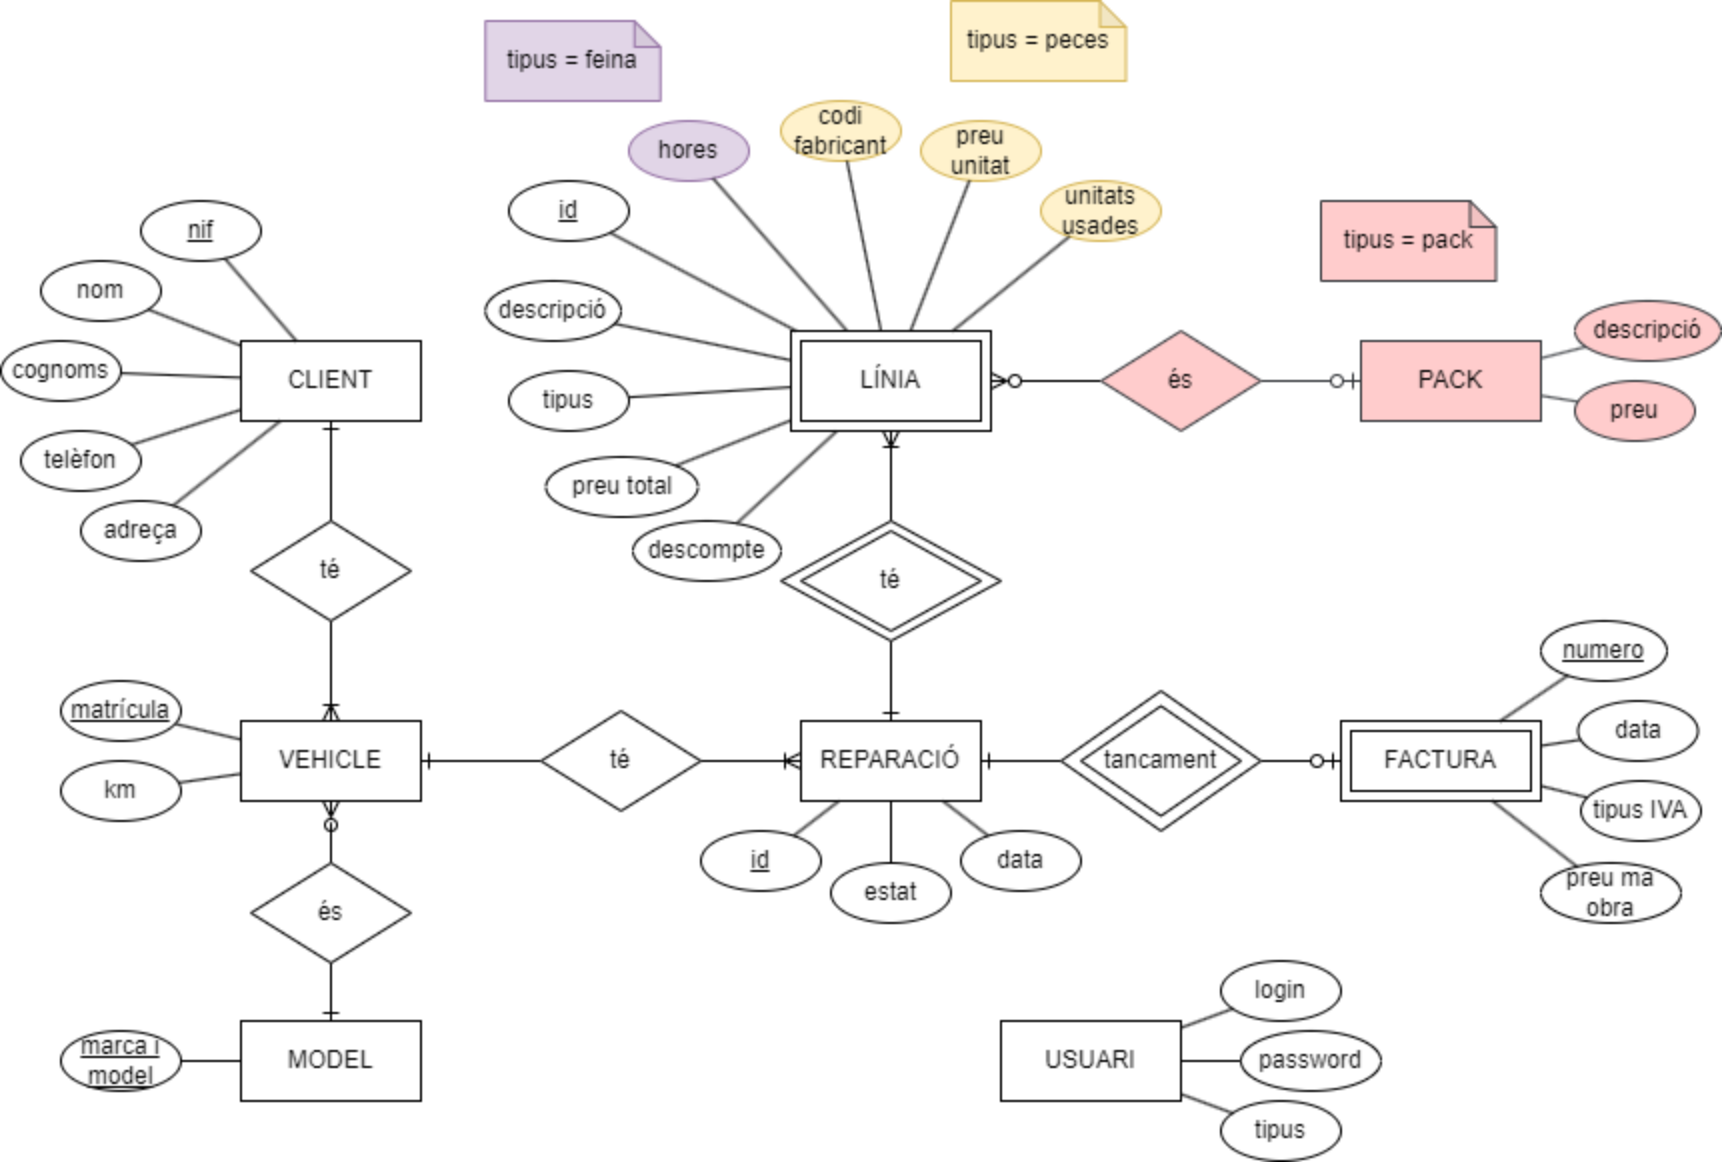 tipus = peces
tipus = feina
codi
fabricant
preu
unitat
hores
unitats
usades
id
nif
tipus = pack
nom
descripció
descripció
cognoms
CLIENT
LÍNIA
és
PACK
tipus
preu
telèfon
preu total
adreça
descompte
té
té
numero
matrícula
data
VEHICLE
té
REPARACIÓ
tancament
FACTURA
km
tipus IVA
id
data
estat
preu ma
obra
és
login
marca i
model
MODEL
USUARI
password
tipus